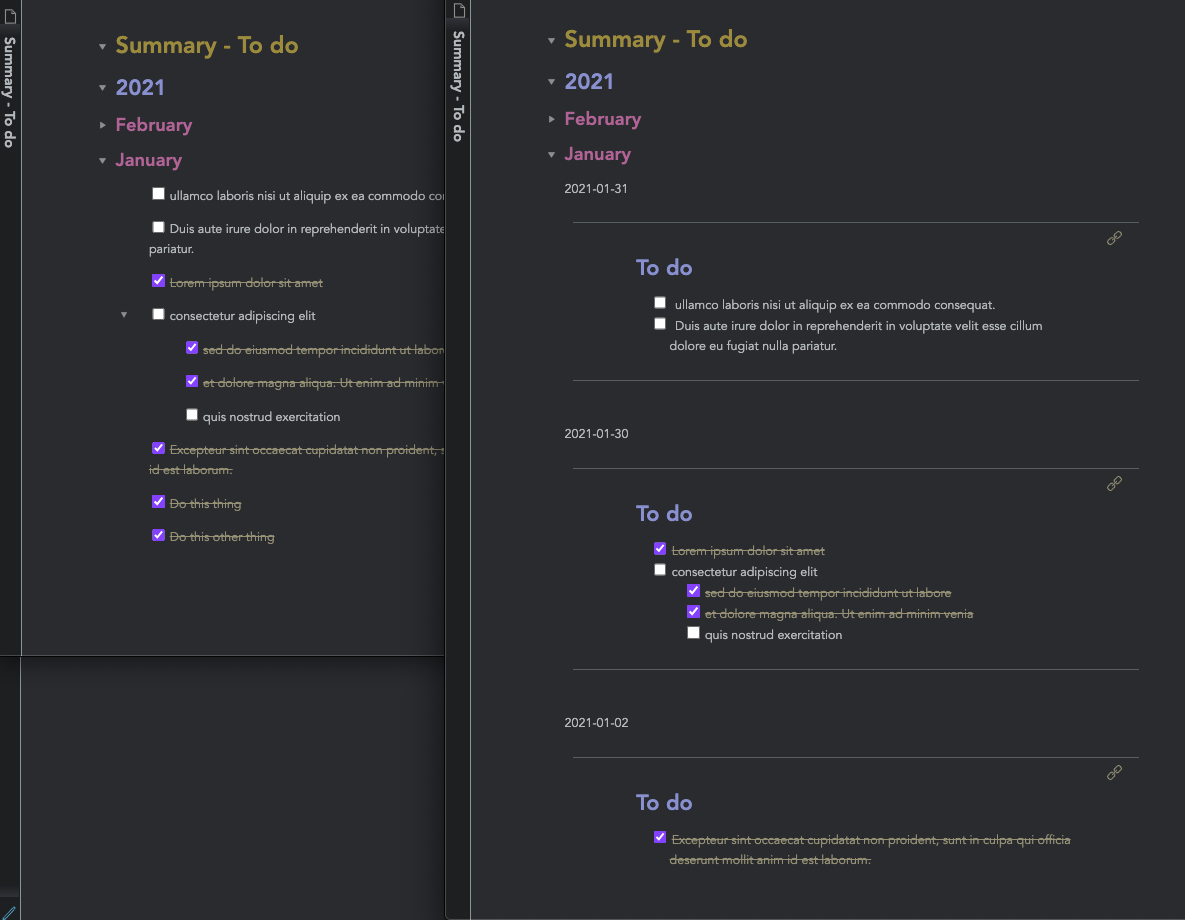 Summary - To do
Summary - To do
2021
February
January
ullamco laboris nisi ut aliquip ex ea commodo
Duis aute irure dolor in reprehenderit in voluptate
pariatur.
Lorem ipsum dolor sit amet
consectetur adipiscing elit
sed do eiusmod tempor incididunt ut labore
et dolore magna aliqua. Ut enim ad minim
quis nostrud exercitation
Excepteur sint occaecat cupidatat non proident,
id est laborum.
Do this thing
Do this other thing
Summary - To do
Summary - To do
2021
February
January
2021-01-31
To do
ullamco laboris nisi ut aliquip ex ea commodo consequat.
Duis aute irure dolor in reprehenderit in voluptate velit esse cillum
dolore eu fugiat nulla pariatur.
2021-01-30
To do
Lorem ipsum dolor sit amet
consectetur adipiscing elit
sed do eiusmod tempor incididunt ut labore
et dolore magna aliqua. Ut enim ad minim venia
quis nostrud exercitation
2021-01-02
To do
Excepteur sint occaecat cupidatat non proident, sunt in culpa qui officia
deserunt mollit anim id est laborum.